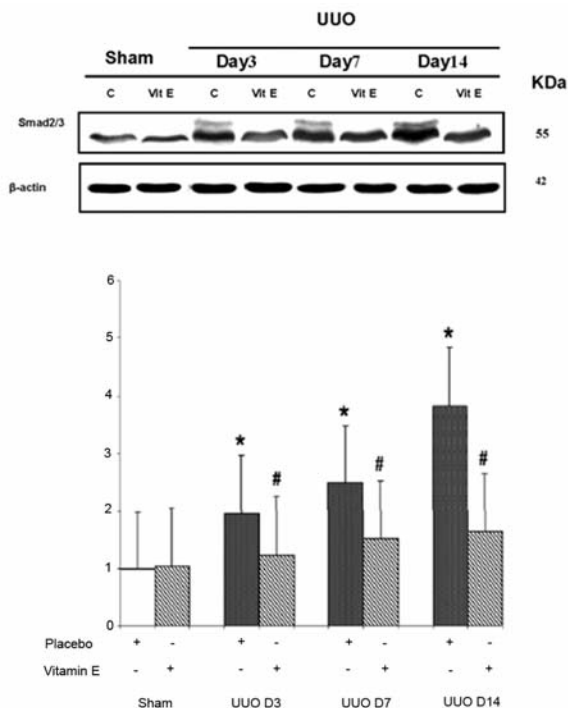 UUO
Sham Day3 Day7 Day14
KDa
C Vit E C Vit E C Vit E C Vit E
Smad2/3 55
β-actin 42
6
5
4
3
2
1
0
* * *
# # #
Placebo + - + - + - + -
Vitamin E - + - + - + - +
Sham UUO D3 UUO D7 UUO D14